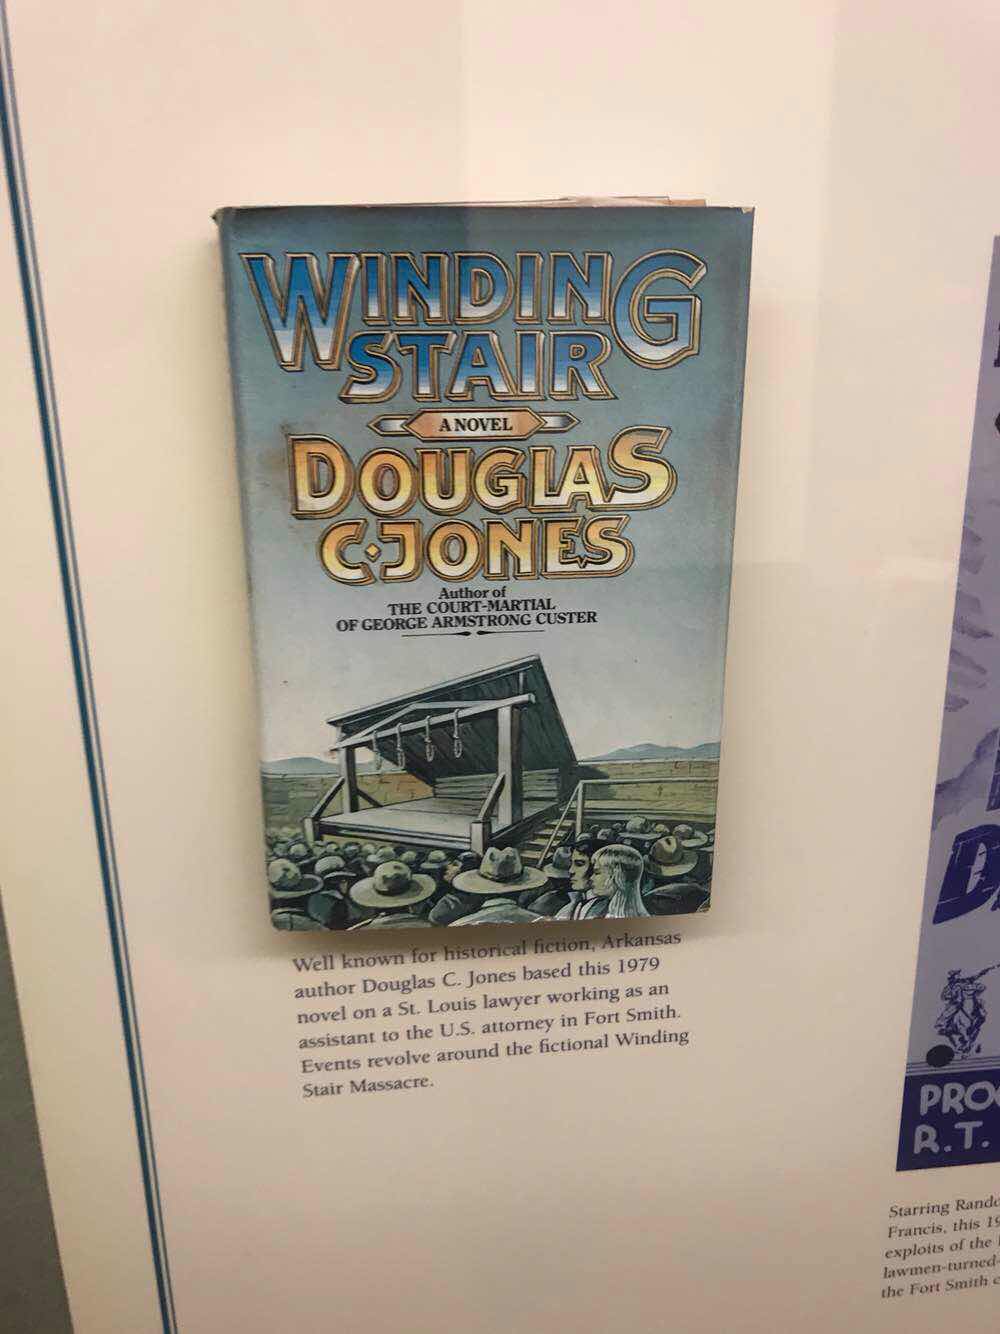 WINDING
STAIR
A NOVEL
DOUGLAS
C. JONES
Author of
THE COURT-MARTIAL
OF GEORGE ARMSTRONG CUSTER
Well known for historical fiction, Arkansas
author Douglas C. Jones based this 1979
novel on a St. Louis lawyer working as an
assistant to the U.S. attorney in Fort Smith.
Events revolve around the fictional Winding
Stair Massacre.
R.T.
Starring
Francis, this
exploits of the
lawmen-turned-
the Fort Smith